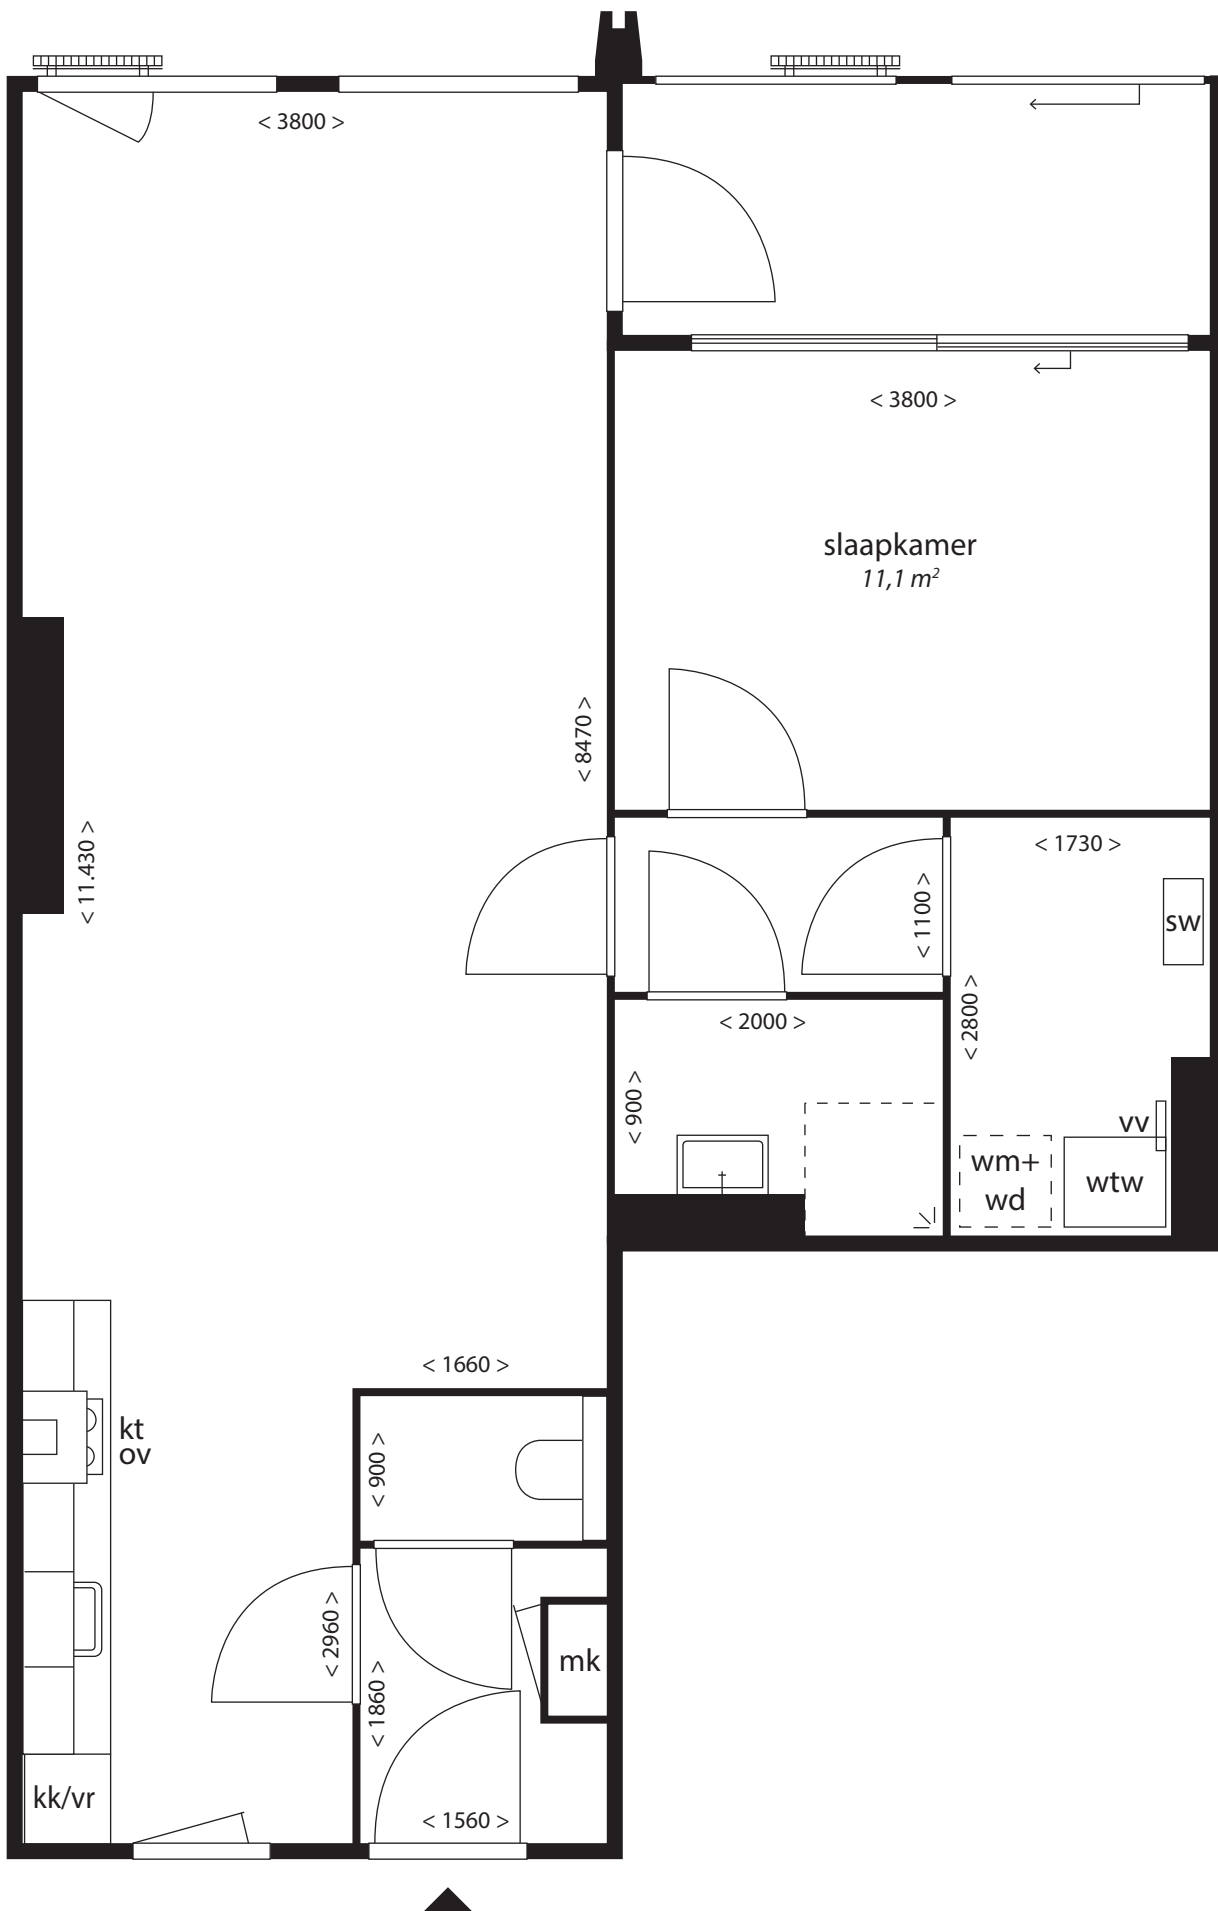 < 3800 >
< 3800 >
slaapkamer
11,1 m²
< 8470 >
< 11.430 >
< 1730 >
< 1100 >
sw
< 2800 >
< 2000 >
< 900 >
vv
wm+
wd
wtw
< 1660 >
kt
ov
< 900 >
< 2960 >
< 1860 >
mk
kk/vr
< 1560 >